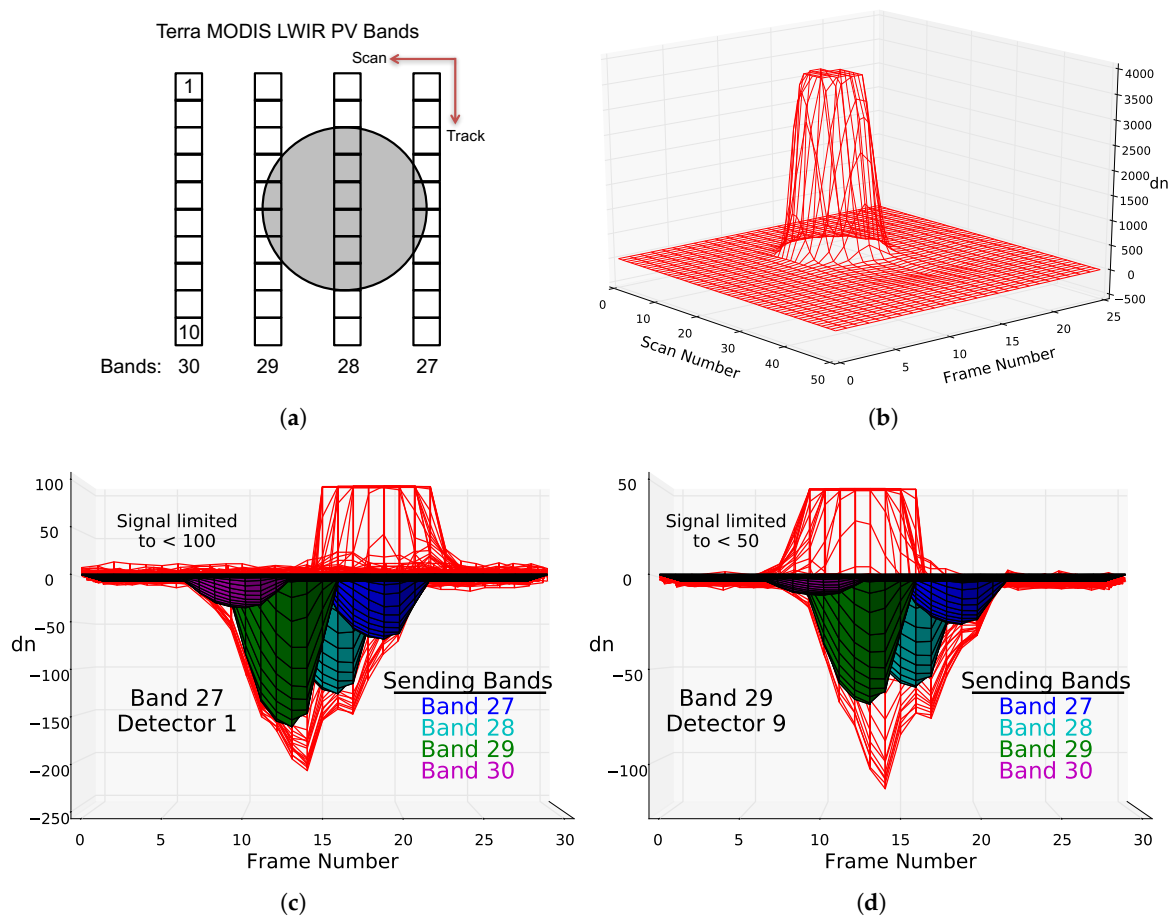 Terra MODIS LWIR PV Bands
Scan
Track
1
10
Bands: 30 29 28 27
(a)
4000
3500
3000
2500
2000
1500
1000
500
0
−500
dn
0
10
20
30
40
50
Scan Number
0
5
10
15
20
25
Frame Number
(b)
100
50
0
−50
−100
−150
−200
−250
dn
Signal limited
to < 100
Band 27
Detector 1
Sending Bands
Band 27
Band 28
Band 29
Band 30
0 5 10 15 20 25 30
Frame Number
(c)
50
0
−50
−100
dn
Signal limited
to < 50
Band 29
Detector 9
Sending Bands
Band 27
Band 28
Band 29
Band 30
0 5 10 15 20 25 30
Frame Number
(d)